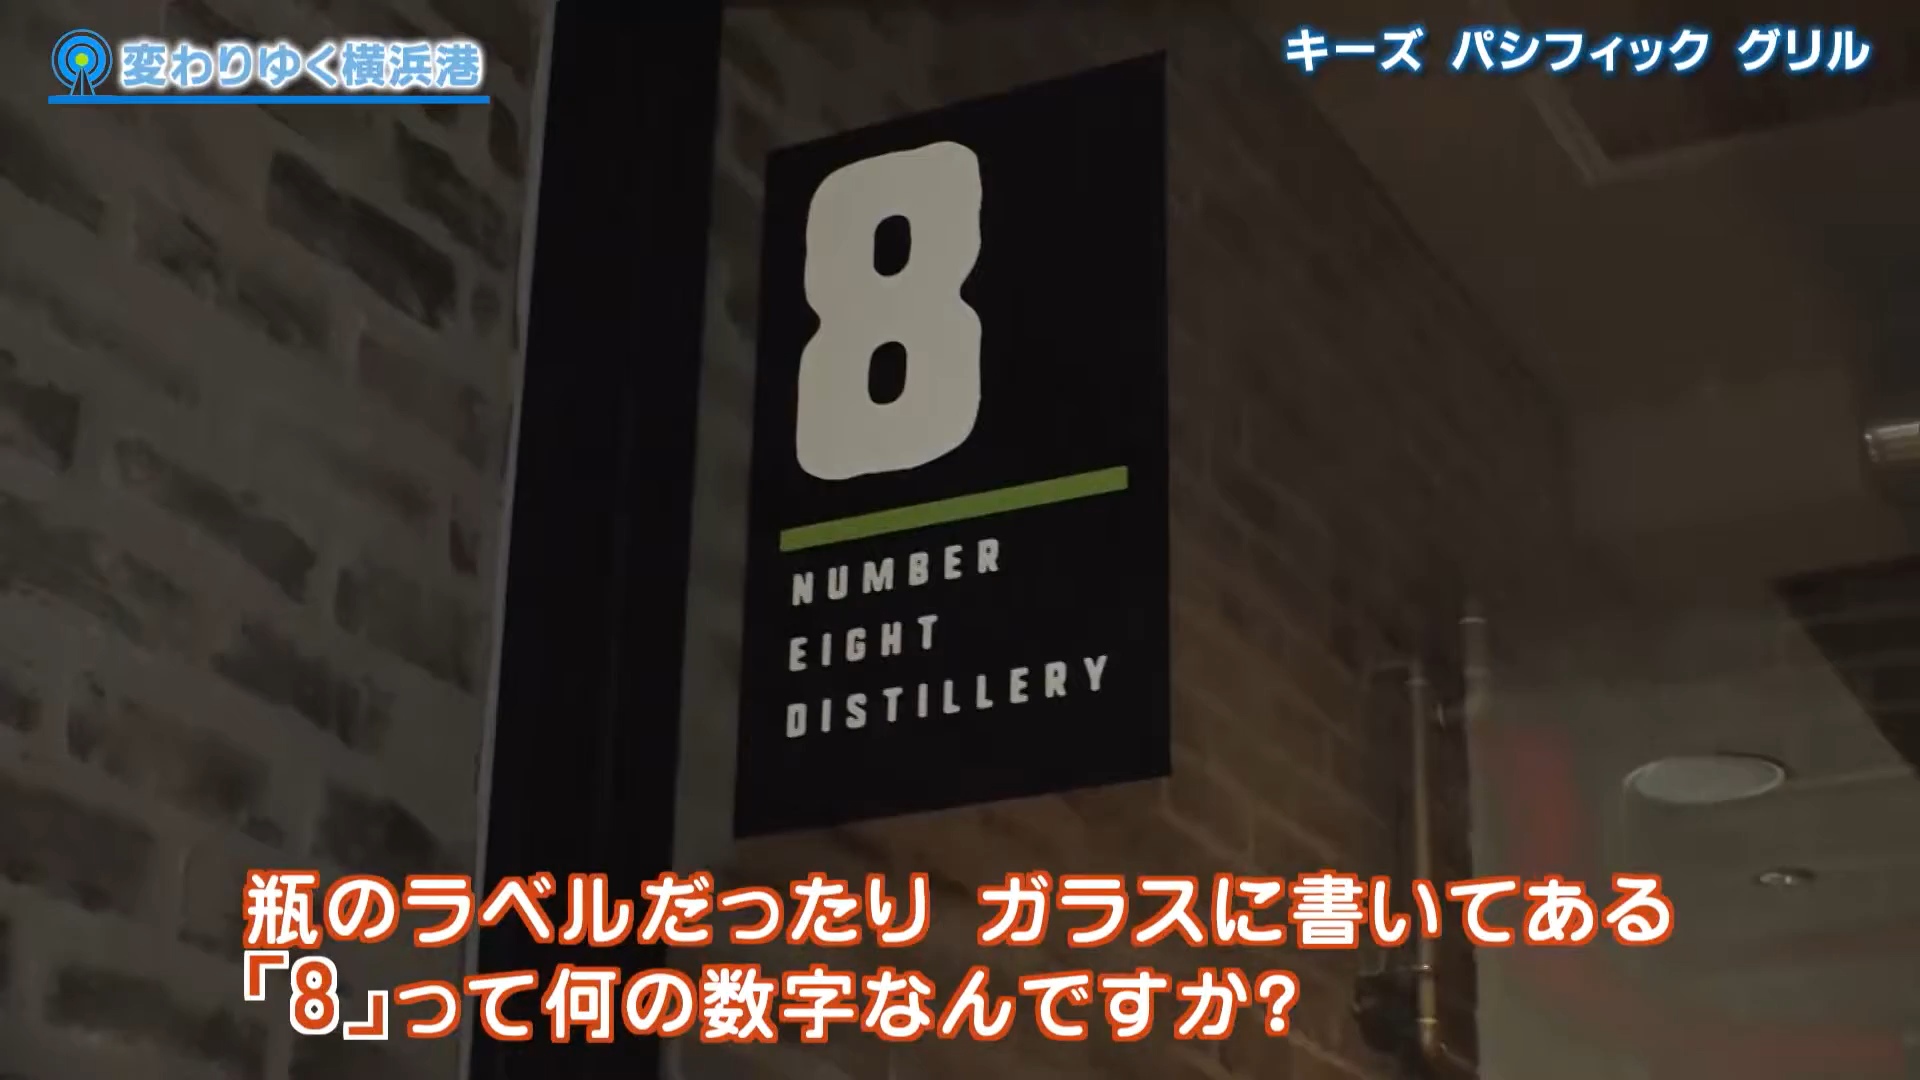 変わりゆく横浜港
キーズ パシフィック グリル
8
NUMBER
EIGHT
DISTILLERY
瓶のラベルだったり ガラスに書いてある
「8」って何の数字なんですか?